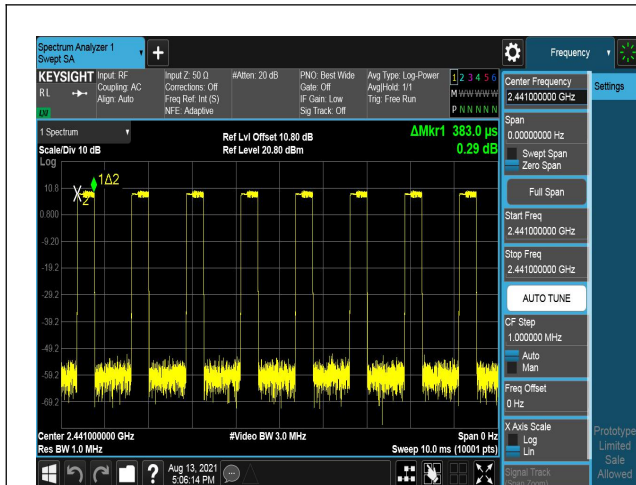 Spectrum Analyzer 1
Swept SA
+
Frequency
KEYSIGHT
RL
LXI
Input: RF
Coupling: AC
Align: Auto
Input Z: 50 Ω
Corrections: Off
Freq Ref: Int (S)
NFE: Adaptive
#Atten: 20 dB
PNO: Best Wide
Gate: Off
IF Gain: Low
Sig Track: Off
Avg Type: Log-Power
Avg|Hold: 1/1
Trig: Free Run
1 2 3 4 5 6
M W W W W W
P N N N N N
1 Spectrum
Scale/Div 10 dB
Log
Ref Lvl Offset 10.80 dB
Ref Level 20.80 dBm
ΔMkr1 383.0 µs
0.29 dB
10.8
0.800
-9.20
-19.2
-29.2
-39.2
-49.2
-59.2
-69.2
1Δ2
X
2
Center 2.441000000 GHz
Res BW 1.0 MHz
#Video BW 3.0 MHz
Span 0 Hz
Sweep 10.0 ms (10001 pts)
Center Frequency
2.441000000 GHz
Settings
Span
0.00000000 Hz
Swept Span
Zero Span
Full Span
Start Freq
2.441000000 GHz
Stop Freq
2.441000000 GHz
AUTO TUNE
CF Step
1.000000 MHz
Auto
Man
Freq Offset
0 Hz
X Axis Scale
Log
Lin
Signal Track
(Span Zoom)
Prototype
Limited
Sale
Allowed
?
Aug 13, 2021
5:06:14 PM